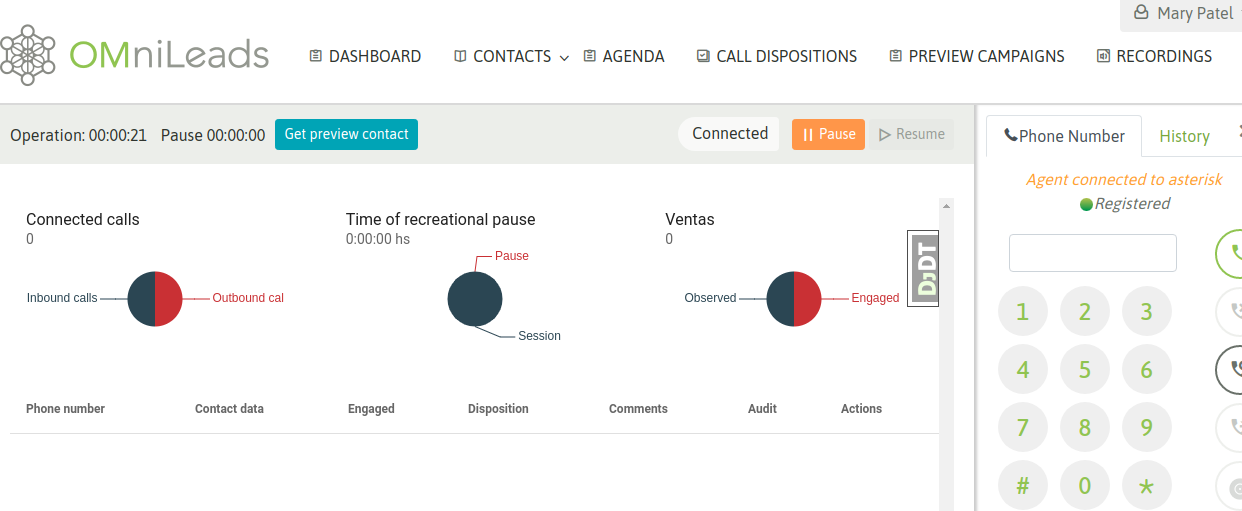 Mary Patel
OMniLeads
DASHBOARD CONTACTS AGENDA CALL DISPOSITIONS PREVIEW CAMPAIGNS RECORDINGS
Operation: 00:00:21 Pause 00:00:00 Get preview contact Connected Pause Resume
Phone Number History
Agent connected to asterisk
Registered
Connected calls Time of recreational pause Ventas
0 0:00:00 hs 0
DjDT
Pause
Inbound calls Outbound cal Observed Engaged
Session
1 2 3
4 5 6
Phone number Contact data Engaged Disposition Comments Audit Actions
7 8 9
# 0 *